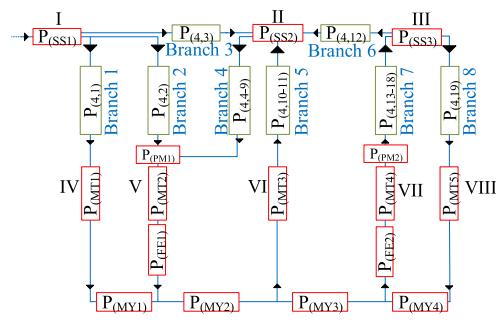 I
II
III
P(SS1)
P(4,3)
P(SS2)
P(4,12)
P(SS3)
Branch 3
Branch 6
P(4,1)
Branch 1
P(4,2)
Branch 2
P(4,4-9)
Branch 4
P(4,10-11)
Branch 5
P(4,13-18)
Branch 7
P(4,19)
Branch 8
P(PM1)
P(PM2)
IV
P(MT1)
V
P(MT2)
VI
P(MT3)
P(MT4)
VII
P(MT5)
VIII
P(FE1)
P(FE2)
P(MY1)
P(MY2)
P(MY3)
P(MY4)